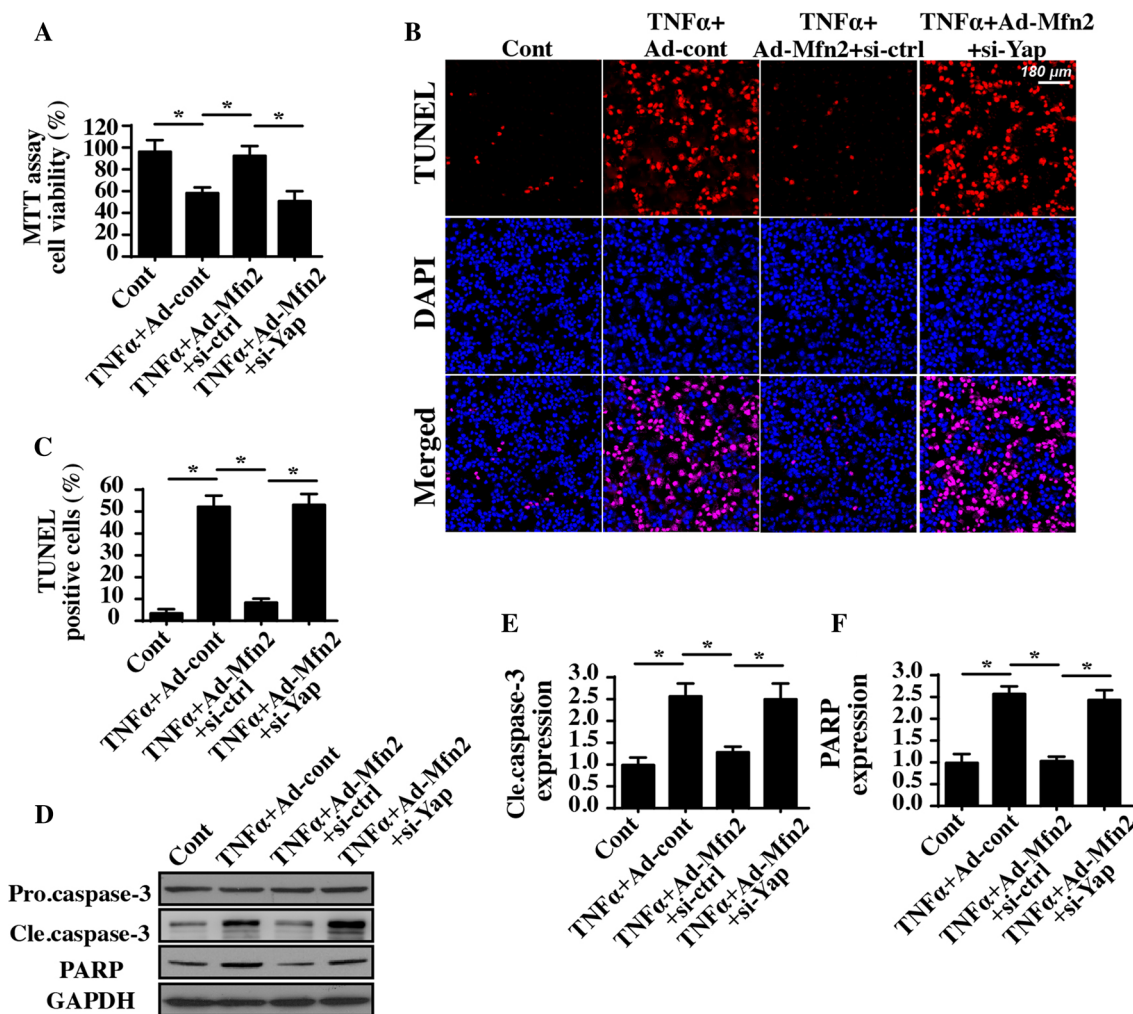 A
MTT assay
cell viability (%)
120
100
80
60
40
20
0
*
*
*
Cont
TNFα+Ad-cont
TNFα+Ad-Mfn2
+si-ctrl
TNFα+Ad-Mfn2
+si-Yap
B
Cont
TNFα+
Ad-cont
TNFα+
Ad-Mfn2+si-ctrl
TNFα+Ad-Mfn2
+si-Yap
180 μm
TUNEL
DAPI
Merged
C
TUNEL
positive cells (%)
60
50
40
30
20
10
0
*
*
*
Cont
TNFα+Ad-cont
TNFα+Ad-Mfn2
+si-ctrl
TNFα+Ad-Mfn2
+si-Yap
D
Cont
TNFα+Ad-cont
TNFα+Ad-Mfn2
+si-ctrl
TNFα+Ad-Mfn2
+si-Yap
Pro.caspase-3
Cle.caspase-3
PARP
GAPDH
E
Cle.caspase-3
expression
3.0
2.5
2.0
1.5
1.0
0.5
0.0
*
*
*
Cont
TNFα+Ad-cont
TNFα+Ad-Mfn2
+si-ctrl
TNFα+Ad-Mfn2
+si-Yap
F
PARP
expression
3.0
2.5
2.0
1.5
1.0
0.5
0.0
*
*
*
Cont
TNFα+Ad-cont
TNFα+Ad-Mfn2
+si-ctrl
TNFα+Ad-Mfn2
+si-Yap